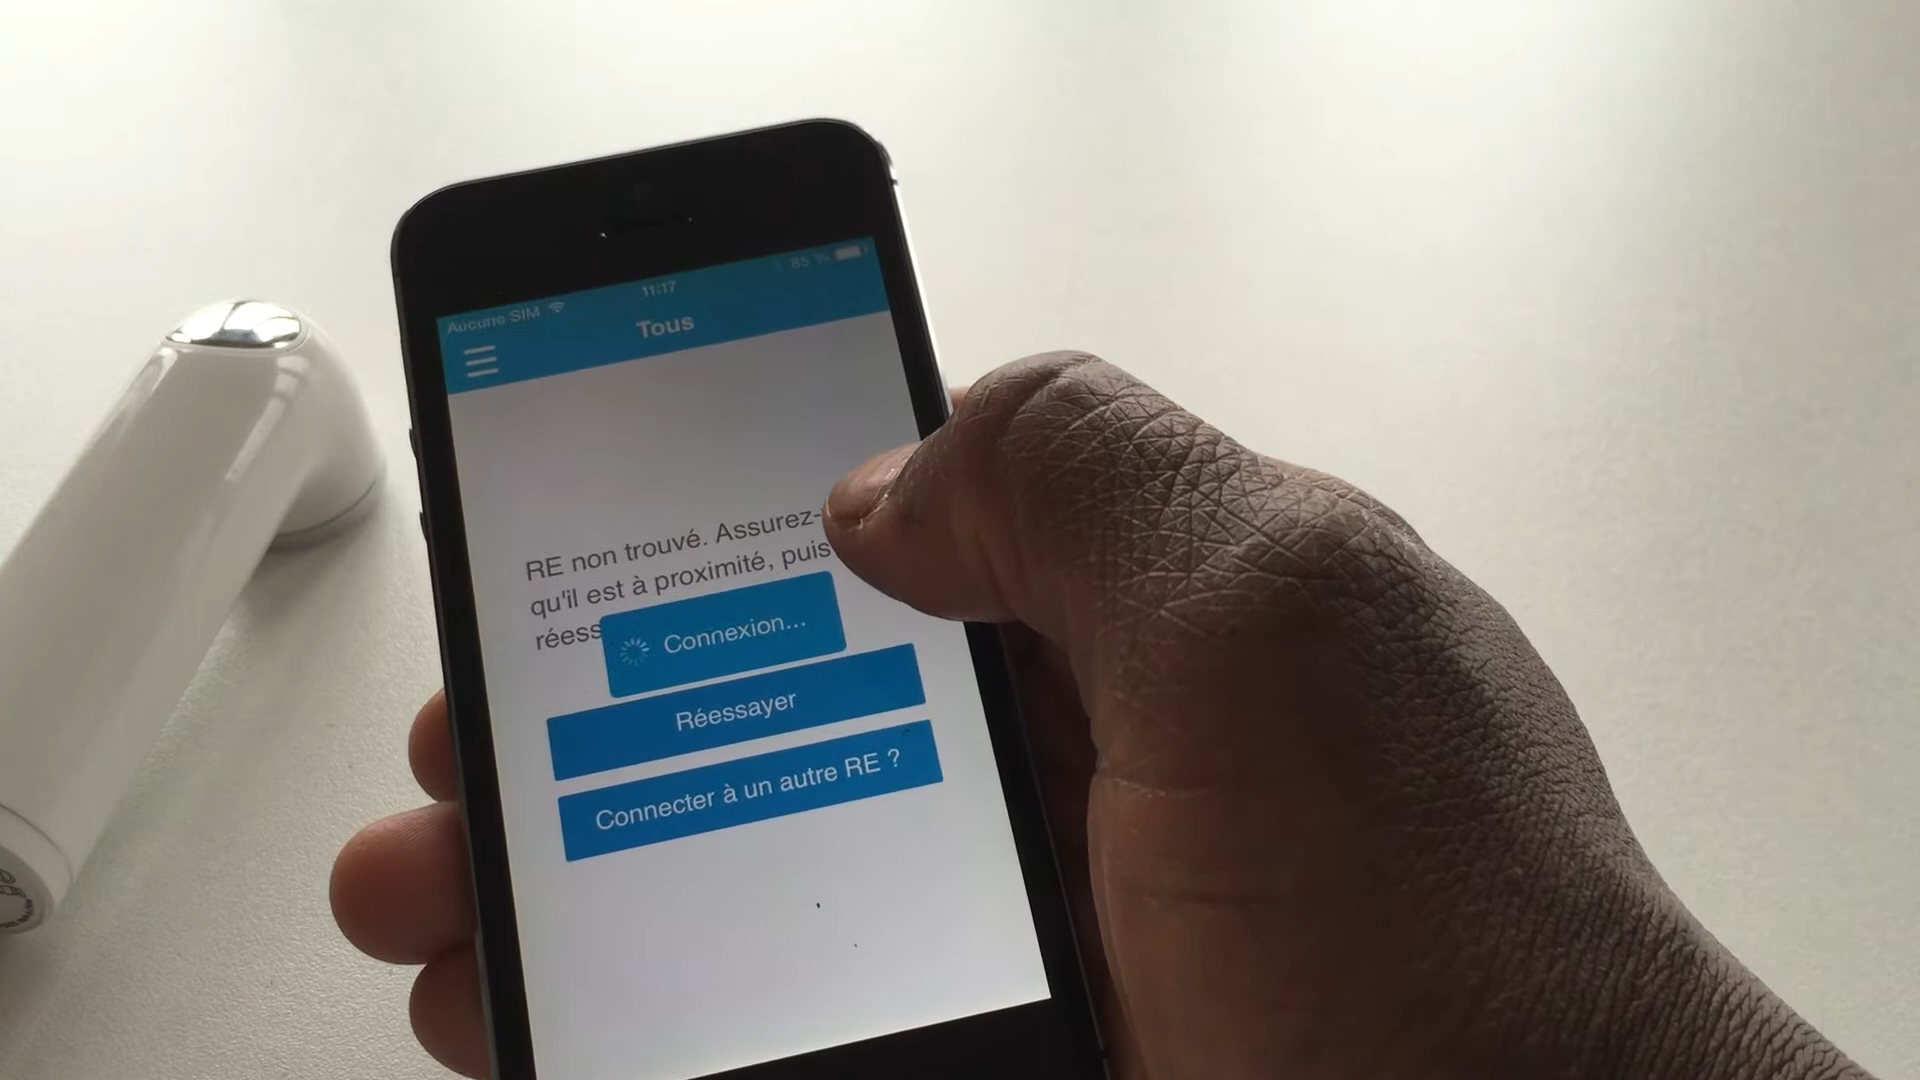 Aucune SIM
11:17
85 %
Tous
RE non trouvé. Assurez-
qu'il est à proximité, puis
réess
Connexion...
Réessayer
Connecter à un autre RE ?